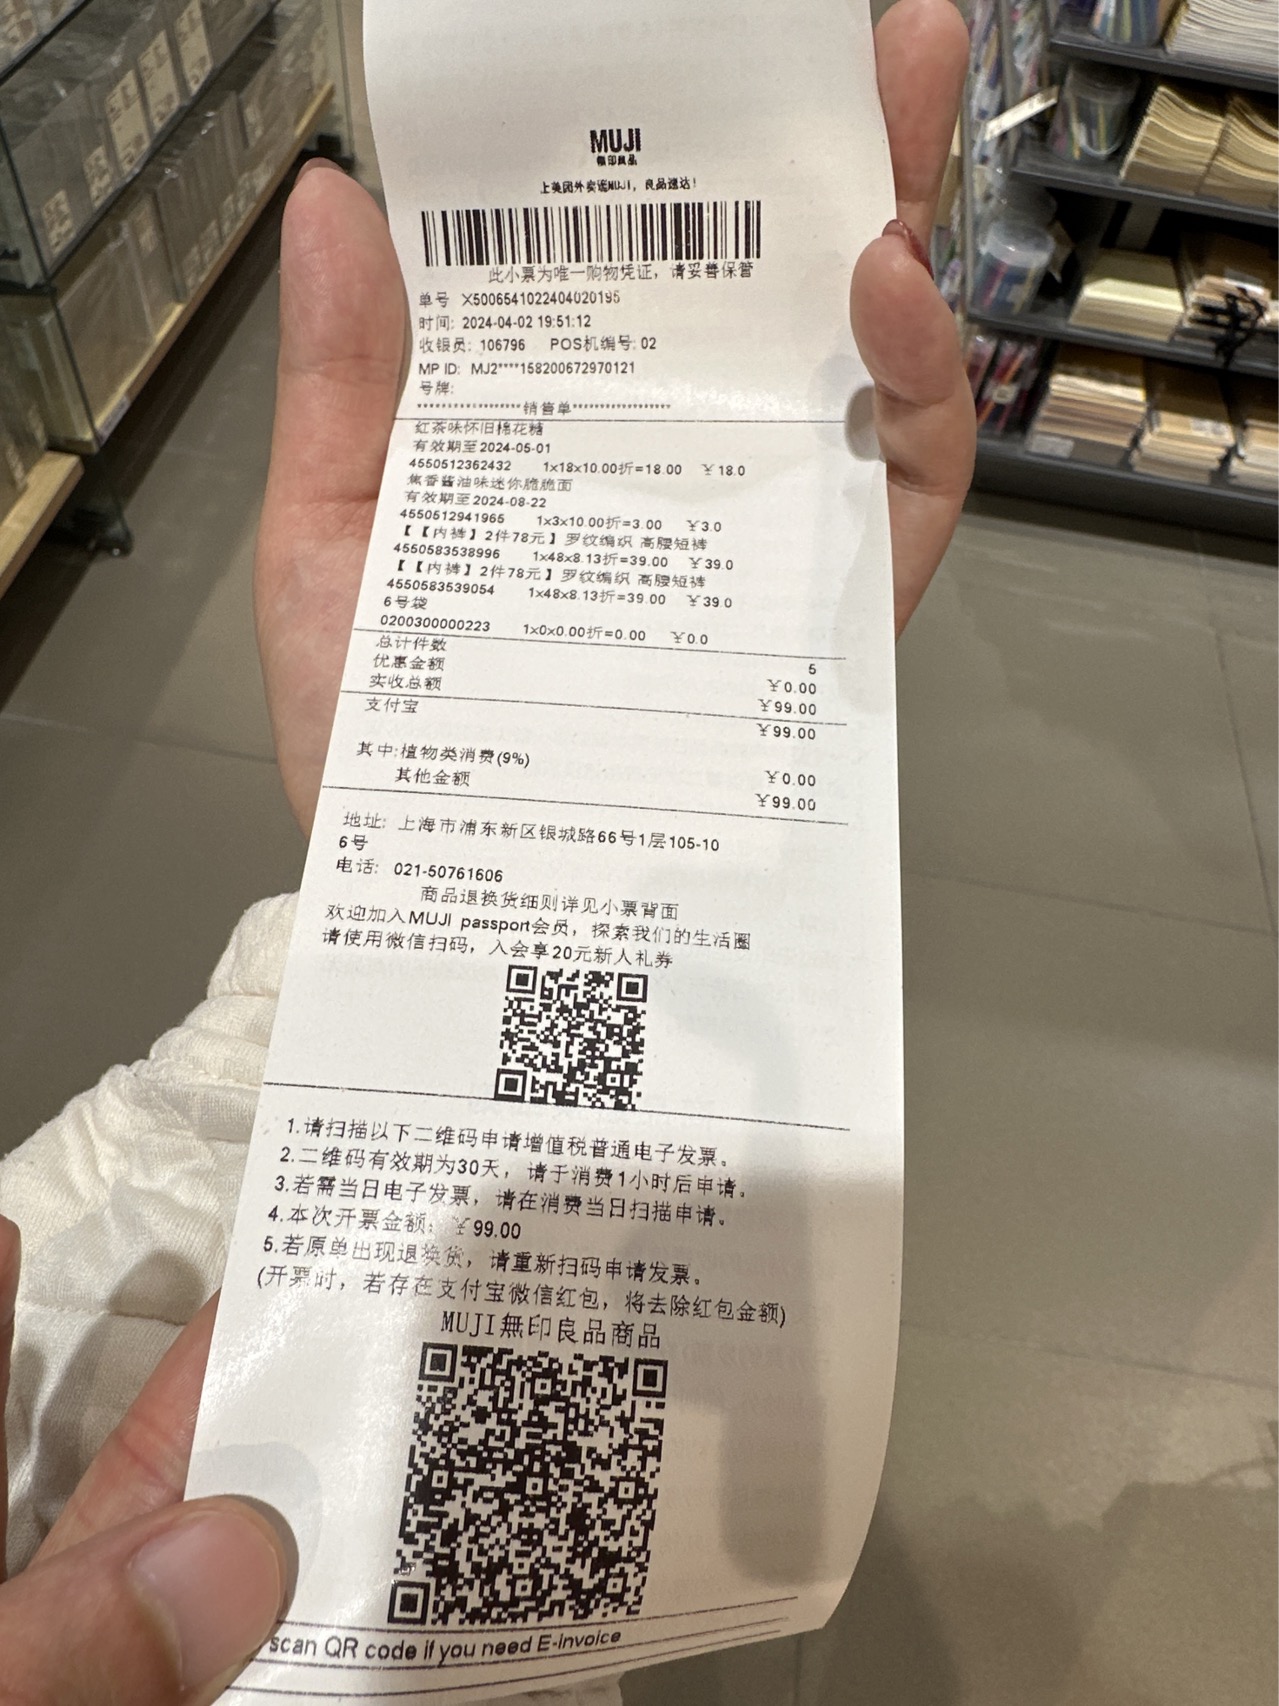 MUJI
無印良品
上美团外卖逛MUJI，良品速达！
此小票为唯一购物凭证，请妥善保管
单号 X5006541022404020195
时间: 2024-04-02 19:51:12
收银员: 106796 POS机编号: 02
MP ID: MJ2****158200672970121
号牌:
******************销售单*****************
红茶味怀旧棉花糖
有效期至2024-05-01
4550512362432 1x18x10.00折=18.00 ￥18.0
焦香酱油味迷你脆脆面
有效期至2024-08-22
4550512941965 1x3x10.00折=3.00 ￥3.0
【【内裤】2件78元】罗纹编织 高腰短裤
4550583538996 1x48x8.13折=39.00 ￥39.0
【【内裤】2件78元】罗纹编织 高腰短裤
4550583539054 1x48x8.13折=39.00 ￥39.0
6号袋
0200300000223 1x0x0.00折=0.00 ￥0.0
总计件数 5
优惠金额 ￥0.00
实收总额 ￥99.00
支付宝 ￥99.00
其中:植物类消费(9%) ￥0.00
其他金额 ￥99.00
地址: 上海市浦东新区银城路66号1层105-10
6号
电话: 021-50761606
商品退换货细则详见小票背面
欢迎加入MUJI passport会员，探索我们的生活圈
请使用微信扫码，入会享20元新人礼券
1.请扫描以下二维码申请增值税普通电子发票。
2.二维码有效期为30天，请于消费1小时后申请。
3.若需当日电子发票，请在消费当日扫描申请。
4.本次开票金额: ￥99.00
5.若原单出现退换货，请重新扫码申请发票。
(开票时，若存在支付宝微信红包，将去除红包金额)
MUJI無印良品商品
scan QR code if you need E-invoice